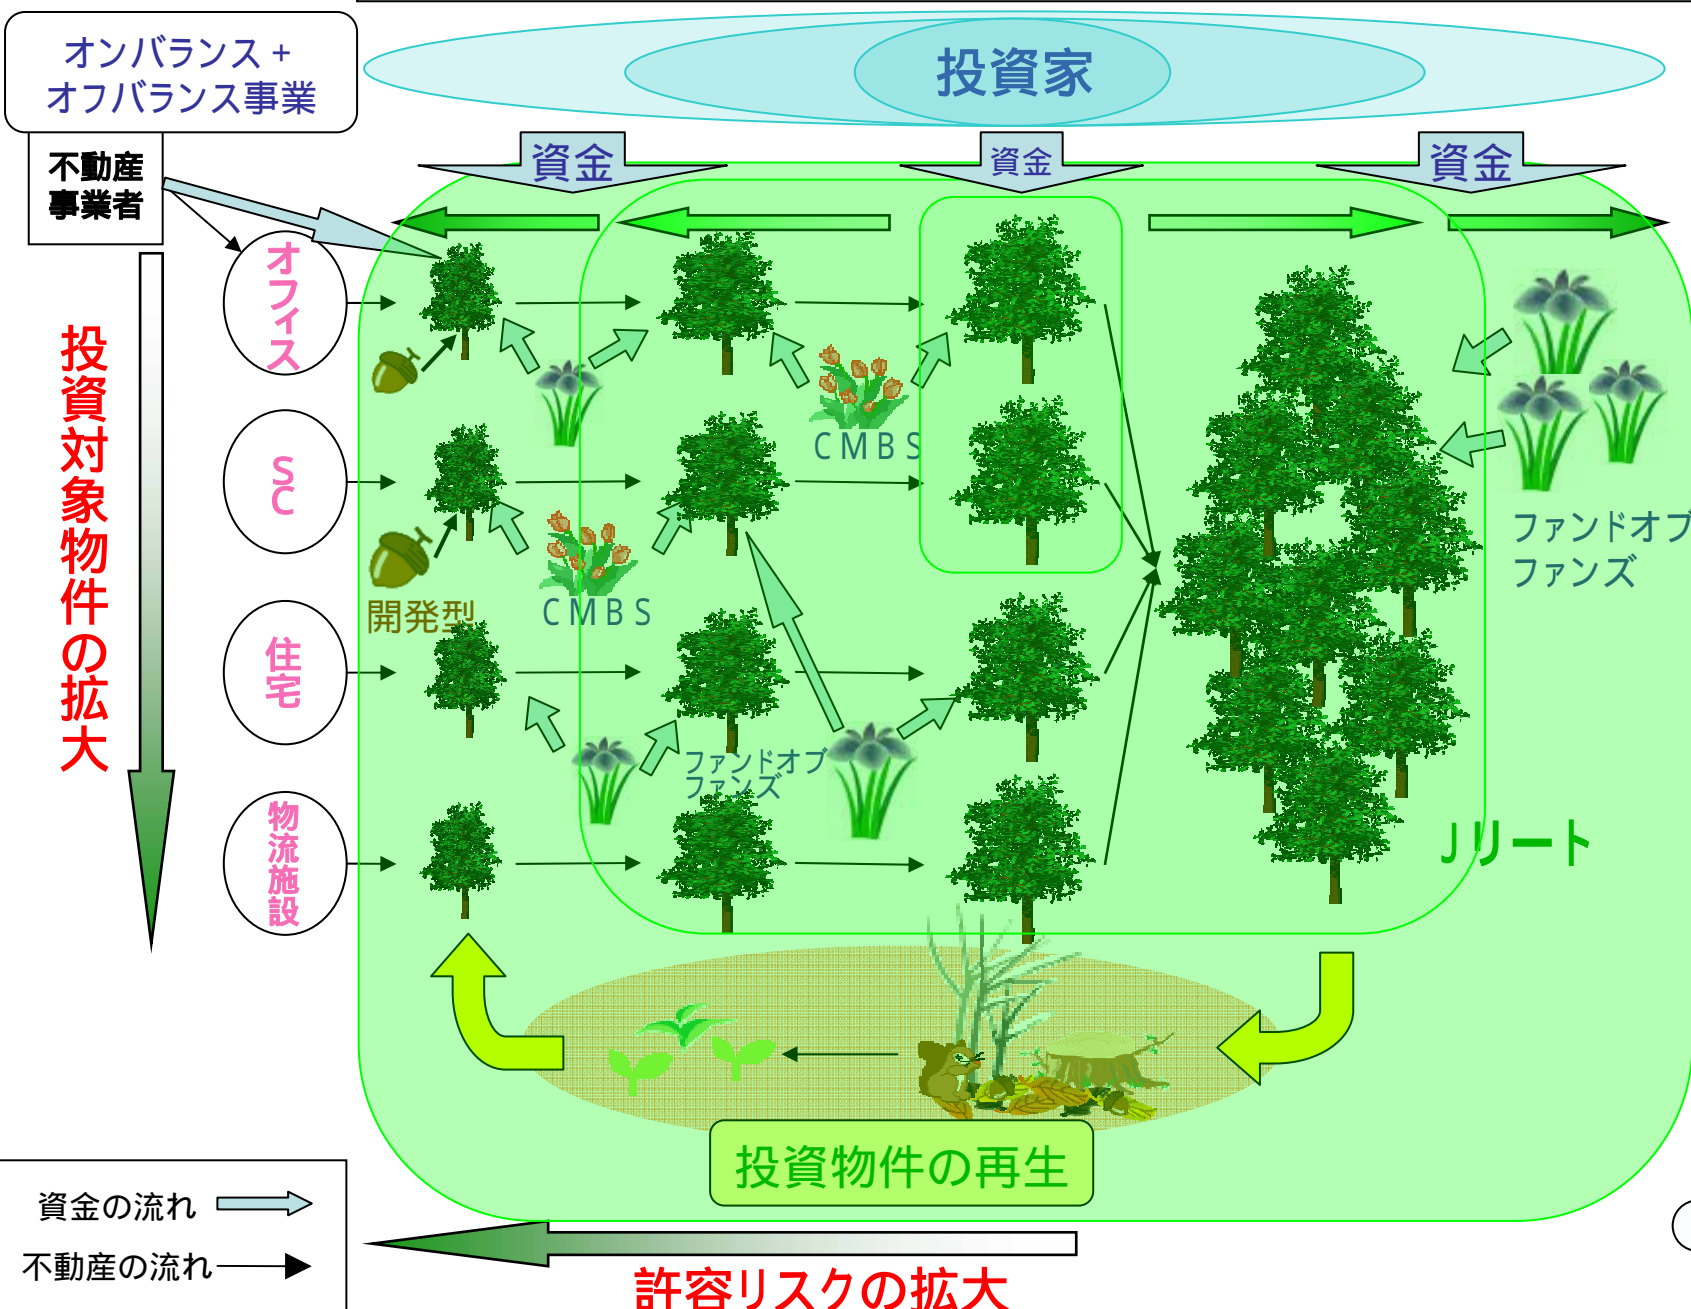 オンバランス +
オフバランス事業
投資家
不動産
事業者
資金
資金
資金
オフィス
SC
住宅
物流施設
投資対象物件の拡大
CMBS
CMBS
開発型
ファンドオブ
ファンズ
ファンドオブ
ファンズ
Jリート
投資物件の再生
資金の流れ
不動産の流れ
許容リスクの拡大